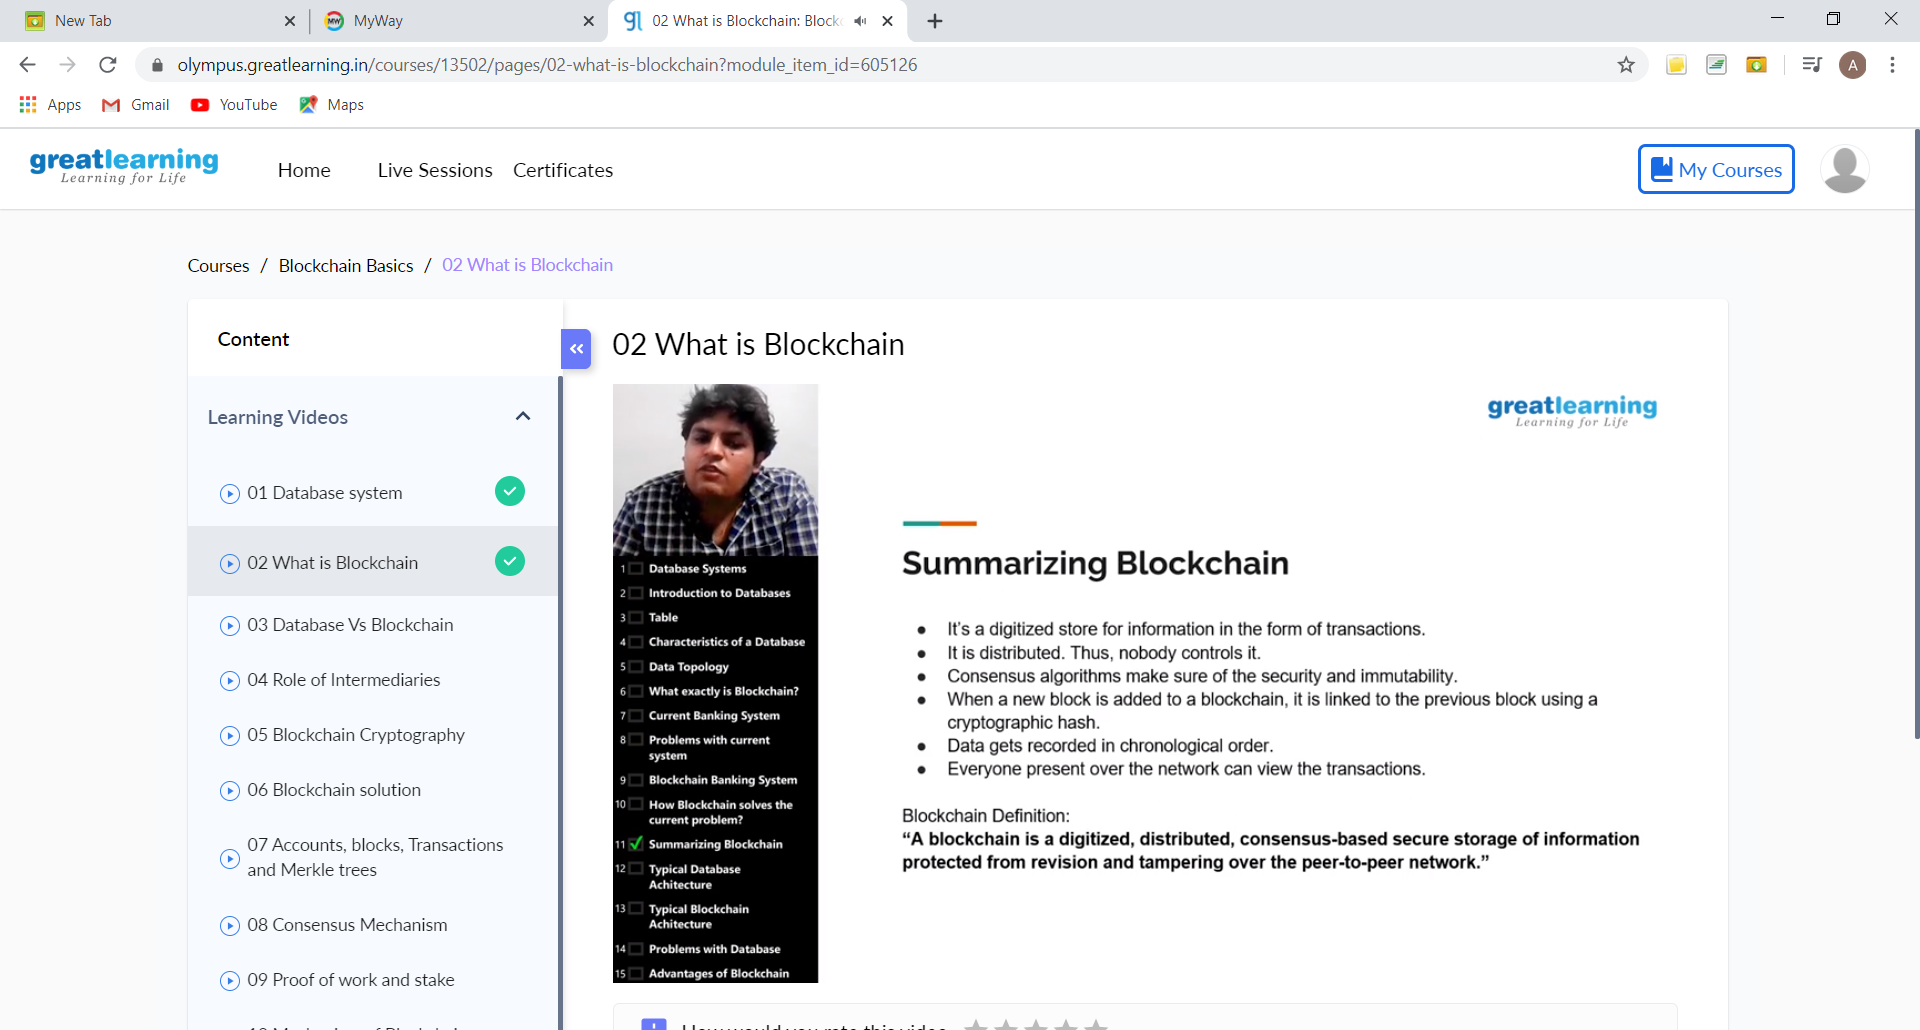 New Tab
MyWay
02 What is Blockchain: Block
olympus.greatlearning.in/courses/13502/pages/02-what-is-blockchain?module_item_id=605126
A
Apps
Gmail
YouTube
Maps
greatlearning
Learning for Life
Home
Live Sessions
Certificates
My Courses
Courses / Blockchain Basics / 02 What is Blockchain
Content
Learning Videos
01 Database system
02 What is Blockchain
03 Database Vs Blockchain
04 Role of Intermediaries
05 Blockchain Cryptography
06 Blockchain solution
07 Accounts, blocks, Transactions
and Merkle trees
08 Consensus Mechanism
09 Proof of work and stake
02 What is Blockchain
1 Database Systems
2 Introduction to Databases
3 Table
4 Characteristics of a Database
5 Data Topology
6 What exactly is Blockchain?
7 Current Banking System
8 Problems with current
system
9 Blockchain Banking System
10 How Blockchain solves the
current problem?
11 Summarizing Blockchain
12 Typical Database
Achitecture
13 Typical Blockchain
Achitecture
14 Problems with Database
15 Advantages of Blockchain
greatlearning
Learning for Life
Summarizing Blockchain
● It's a digitized store for information in the form of transactions.
● It is distributed. Thus, nobody controls it.
● Consensus algorithms make sure of the security and immutability.
● When a new block is added to a blockchain, it is linked to the previous block using a
cryptographic hash.
● Data gets recorded in chronological order.
● Everyone present over the network can view the transactions.
Blockchain Definition:
“A blockchain is a digitized, distributed, consensus-based secure storage of information
protected from revision and tampering over the peer-to-peer network.”
How would you rate this video